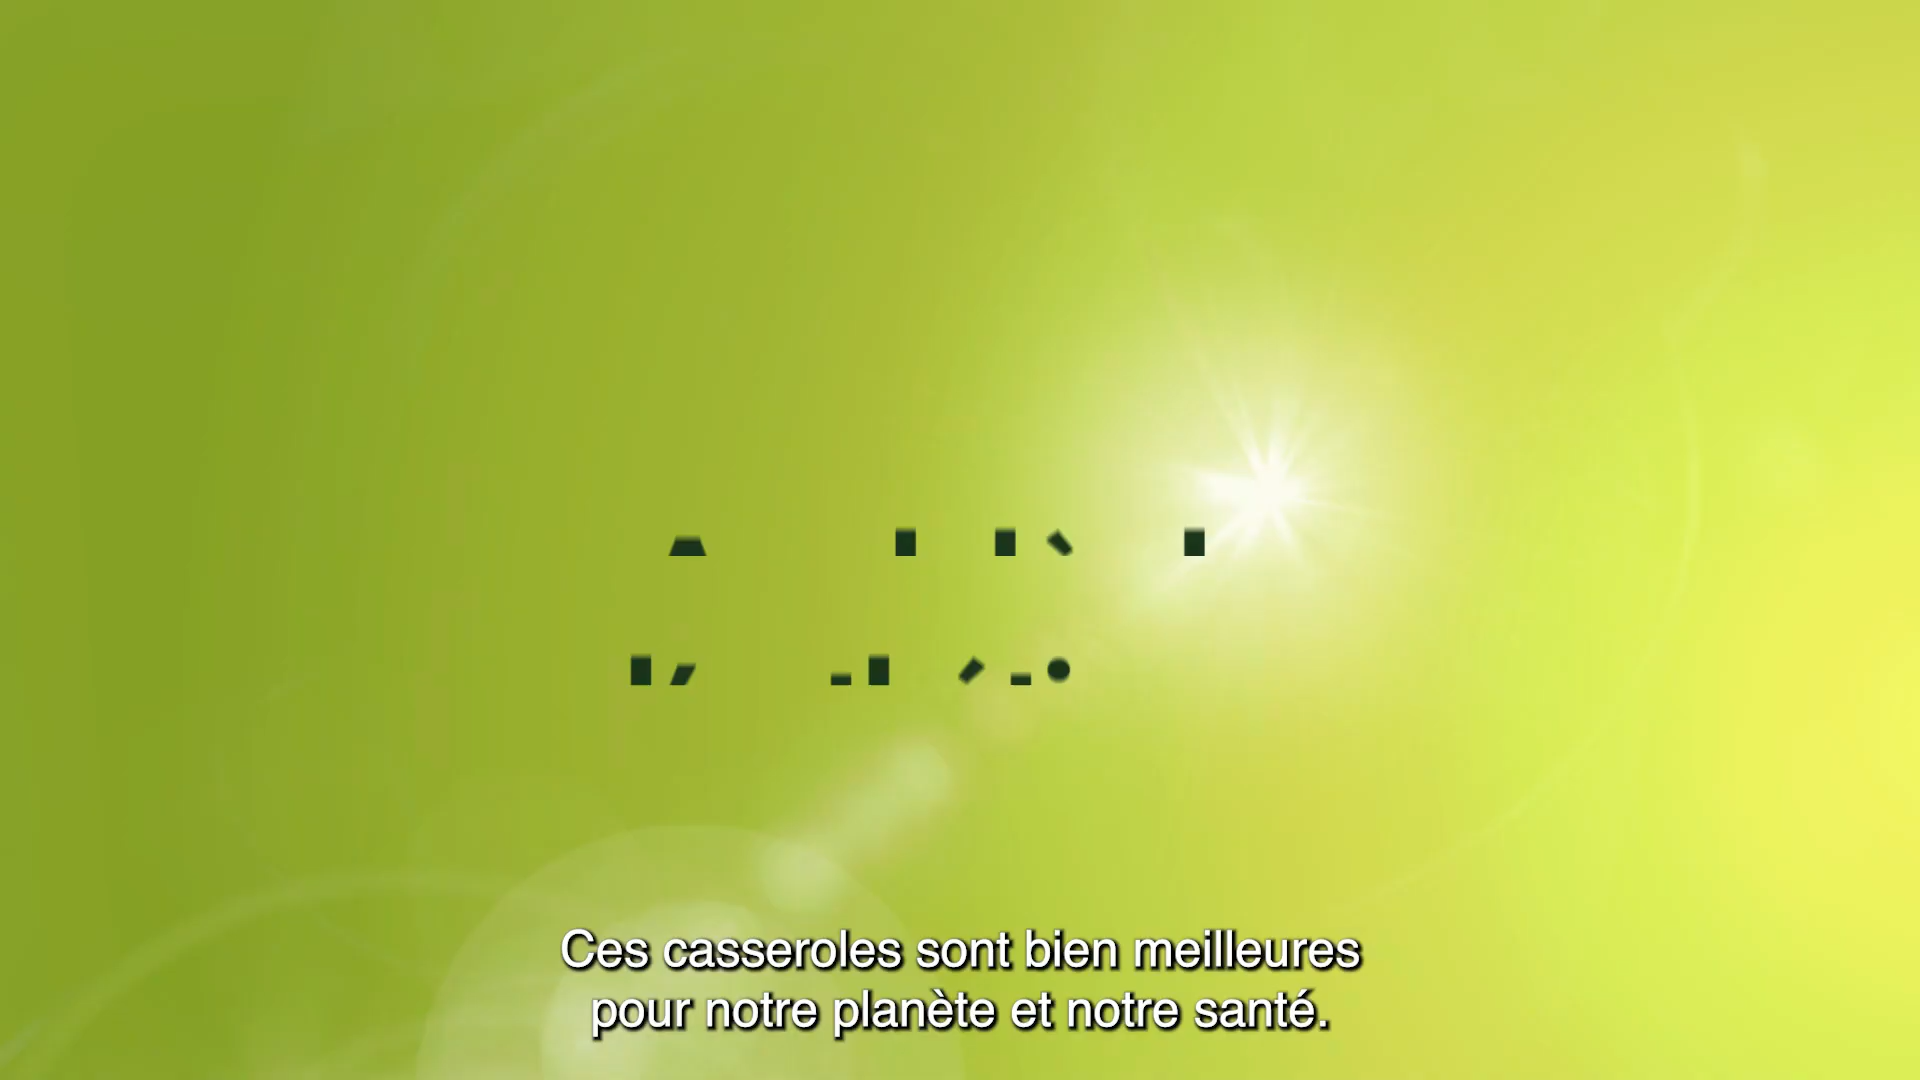 Ces casseroles sont bien meilleures
pour notre planète et notre santé.